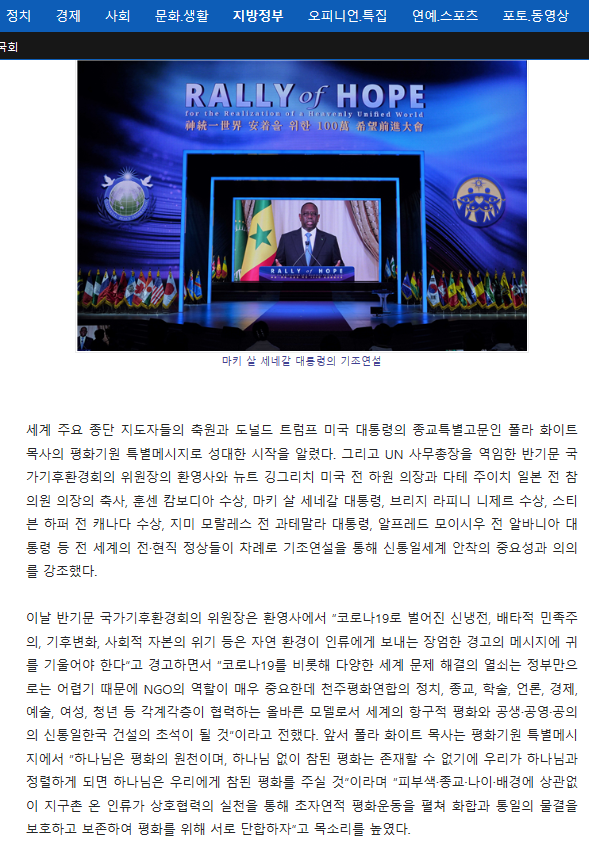 정치 경제 사회 문화.생활 지방정부 오피니언.특집 연예.스포츠 포토.동영상
국회
RALLY of HOPE
for the Realization of a Heavenly Unified World
神統一世界 安着을 위한 100萬 希望前進大會
RALLY of HOPE
마키 살 세네갈 대통령의 기조연설
세계 주요 종단 지도자들의 축원과 도널드 트럼프 미국 대통령의 종교특별고문인 폴라 화이트
목사의 평화기원 특별메시지로 성대한 시작을 알렸다. 그리고 UN 사무총장을 역임한 반기문 국
가기후환경회의 위원장의 환영사와 뉴트 깅그리치 미국 전 하원 의장과 다테 주이치 일본 전 참
의원 의장의 축사, 훈센 캄보디아 수상, 마키 살 세네갈 대통령, 브리지 라피니 니제르 수상, 스티
븐 하퍼 전 캐나다 수상, 지미 모랄레스 전 과테말라 대통령, 알프레드 모이시우 전 알바니아 대
통령 등 전 세계의 전·현직 정상들이 차례로 기조연설을 통해 신통일세계 안착의 중요성과 의의
를 강조했다.
이날 반기문 국가기후환경회의 위원장은 환영사에서 "코로나19로 벌어진 신냉전, 배타적 민족주
의, 기후변화, 사회적 자본의 위기 등은 자연 환경이 인류에게 보내는 장엄한 경고의 메시지에 귀
를 기울어야 한다"고 경고하면서 "코로나19를 비롯해 다양한 세계 문제 해결의 열쇠는 정부만으
로는 어렵기 때문에 NGO의 역할이 매우 중요한데 천주평화연합의 정치, 종교, 학술, 언론, 경제,
예술, 여성, 청년 등 각계각층이 협력하는 올바른 모델로서 세계의 항구적 평화와 공생·공영·공의
의 신통일한국 건설의 초석이 될 것"이라고 전했다. 앞서 폴라 화이트 목사는 평화기원 특별메시
지에서 "하나님은 평화의 원천이며, 하나님 없이 참된 평화는 존재할 수 없기에 우리가 하나님과
정렬하게 되면 하나님은 우리에게 참된 평화를 주실 것"이라며 "피부색·종교·나이·배경에 상관없
이 지구촌 온 인류가 상호협력의 실천을 통해 초자연적 평화운동을 펼쳐 화합과 통일의 물결을
보호하고 보존하여 평화를 위해 서로 단합하자"고 목소리를 높였다.